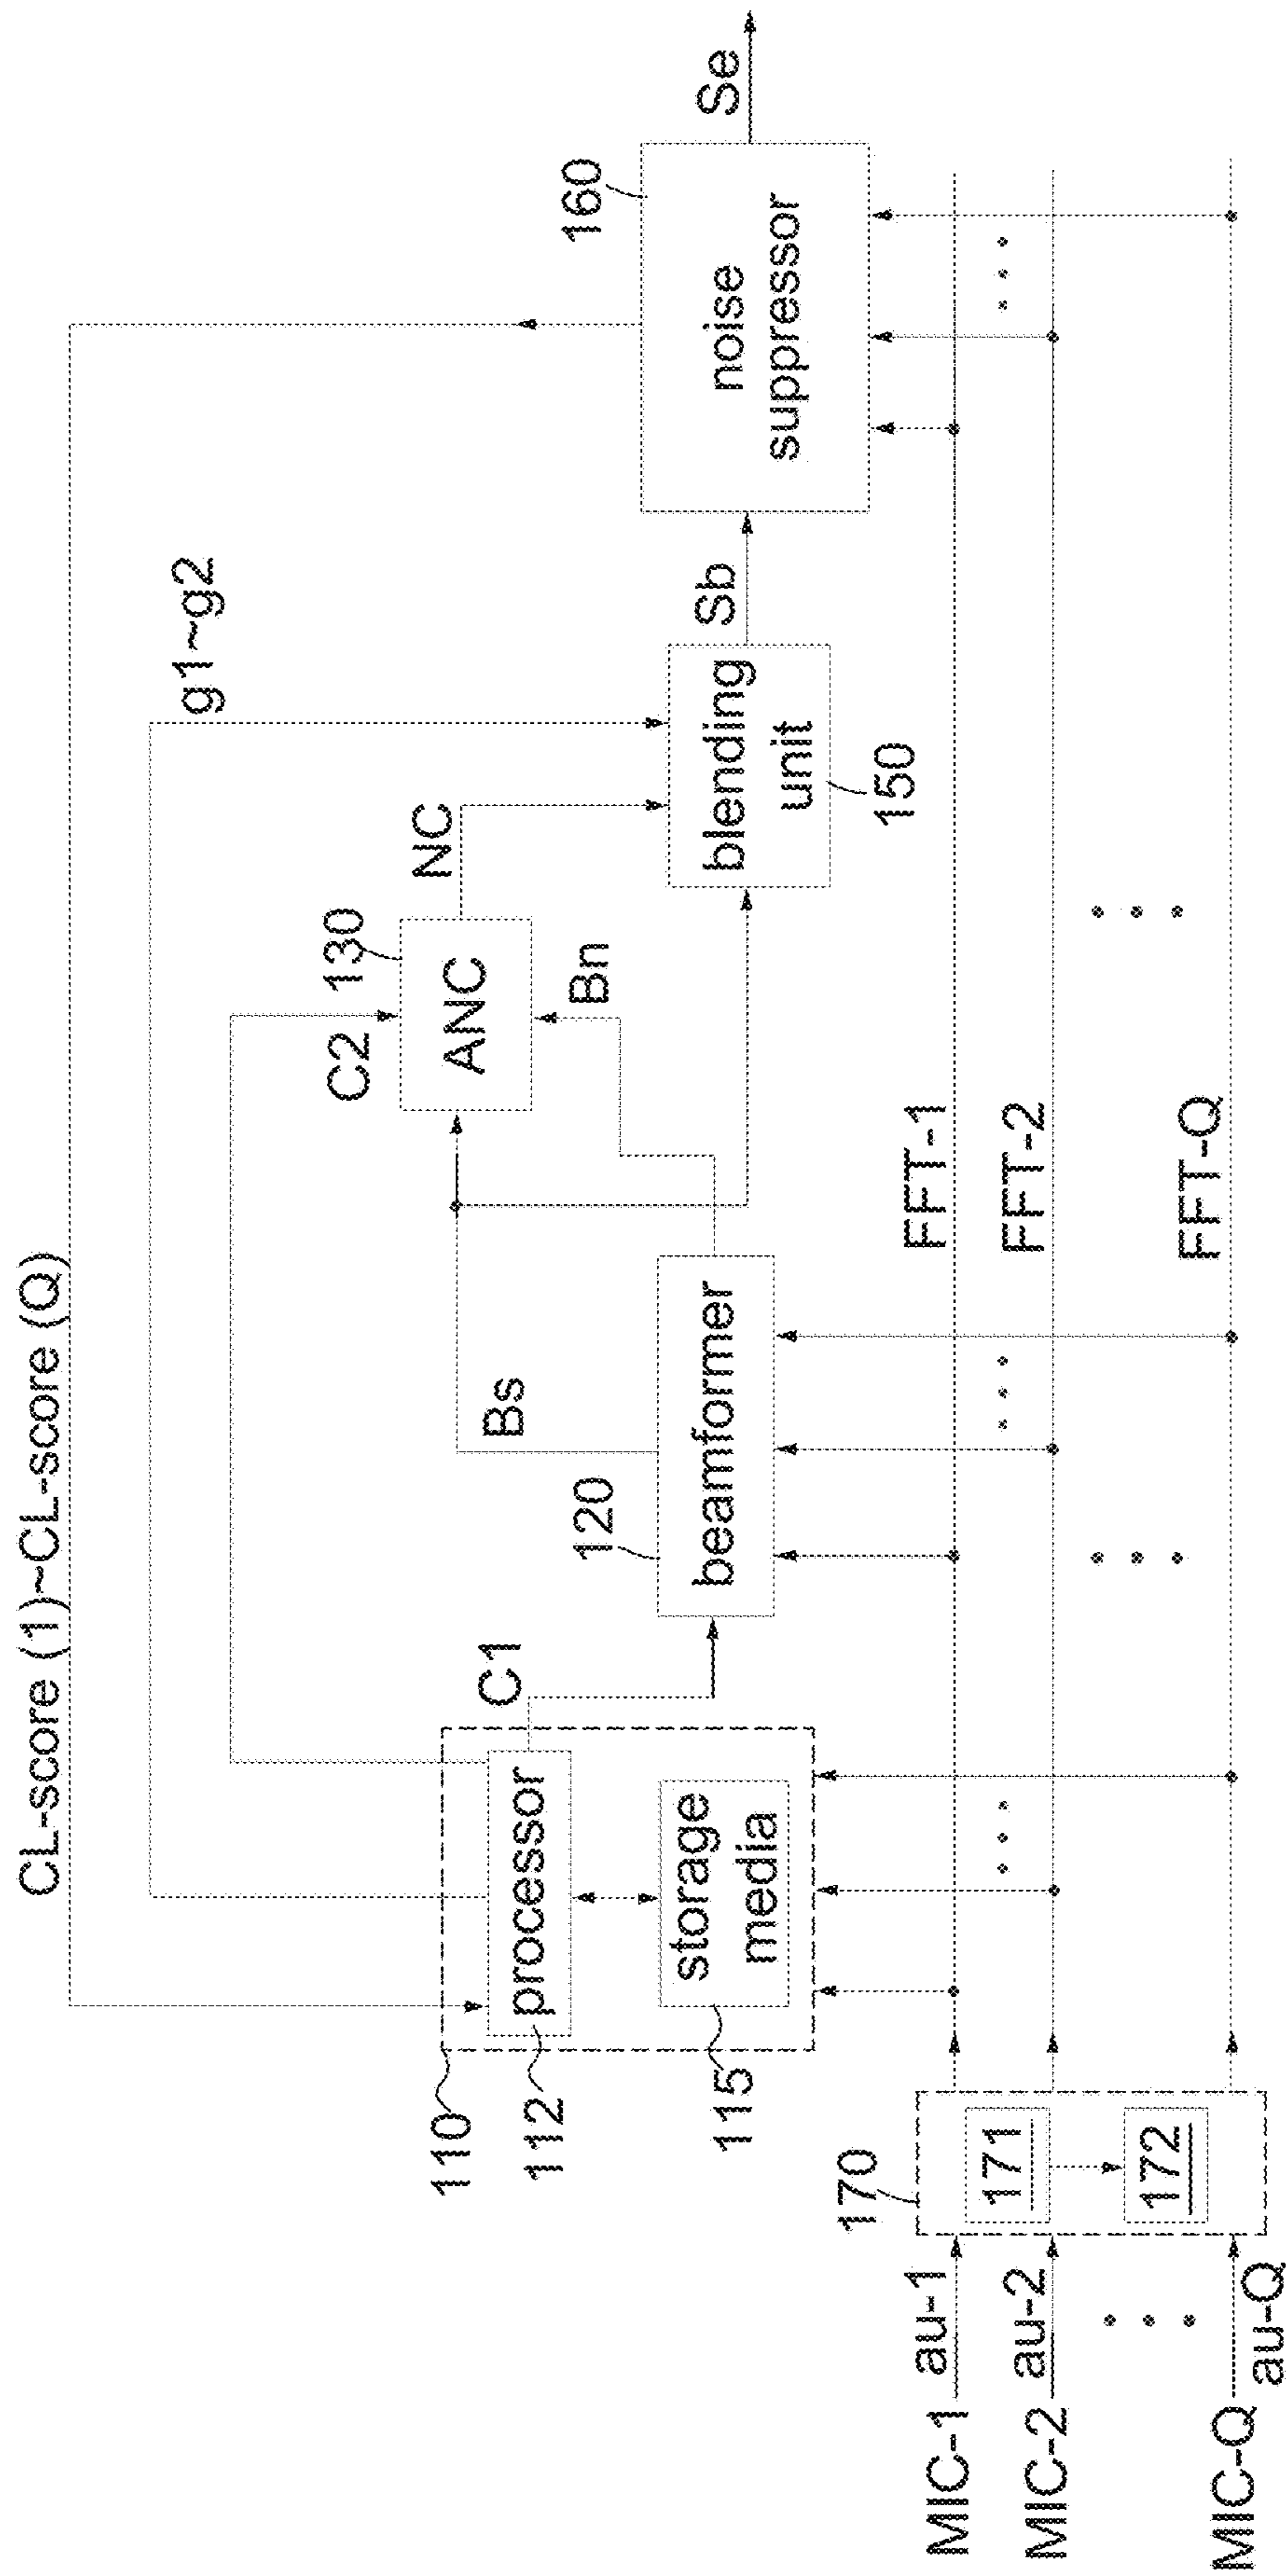 CL-score (1)~CL-score (Q)
g1~g2
C2
130
ANC
NC
Bn
Bs
C1
110
112
processor
115
storage
media
120
beamformer
blending
unit
150
Sb
160
noise
suppressor
Se
170
171
172
MIC-1
au-1
FFT-1
MIC-2
au-2
FFT-2
MIC-Q
au-Q
FFT-Q